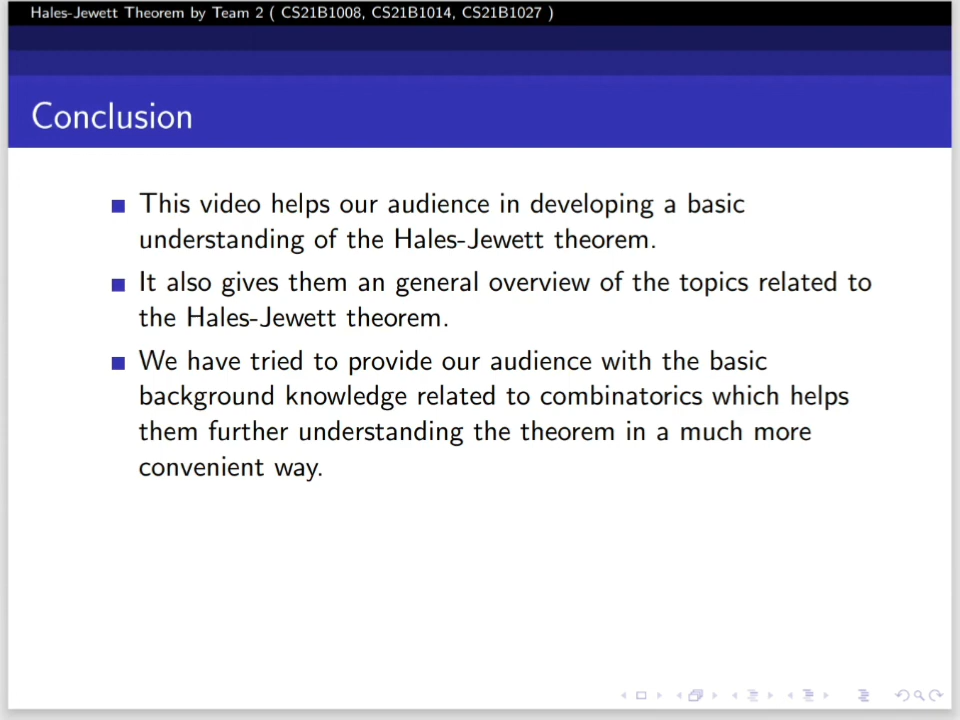 Hales-Jewett Theorem by Team 2 ( CS21B1008, CS21B1014, CS21B1027 )
Conclusion
This video helps our audience in developing a basic
understanding of the Hales-Jewett theorem.
It also gives them an general overview of the topics related to
the Hales-Jewett theorem.
We have tried to provide our audience with the basic
background knowledge related to combinatorics which helps
them further understanding the theorem in a much more
convenient way.